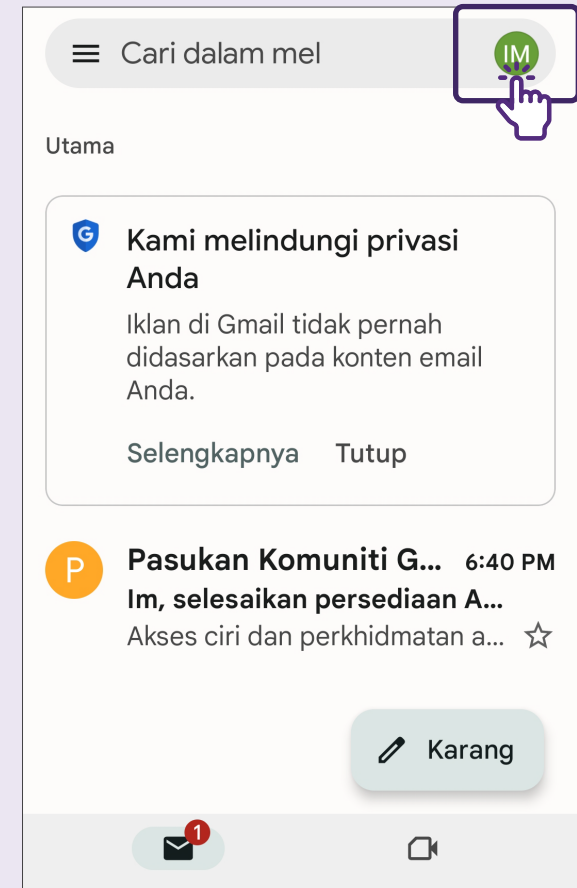 Cari dalam mel
IM
Utama
G
Kami melindungi privasi
Anda
Iklan di Gmail tidak pernah
didasarkan pada konten email
Anda.
Selengkapnya Tutup
P
Pasukan Komuniti G... 6:40 PM
Im, selesaikan persediaan A...
Akses ciri dan perkhidmatan a...
Karang
1